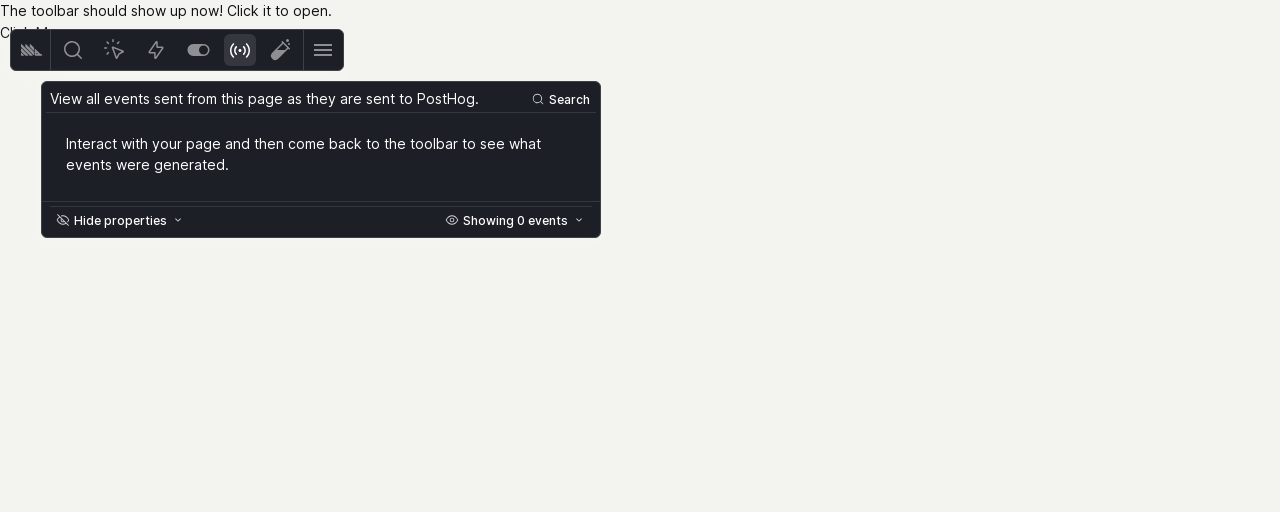 The toolbar should show up now! Click it to open.
View all events sent from this page as they are sent to PostHog.
Search
Interact with your page and then come back to the toolbar to see what
events were generated.
Hide properties
Showing 0 events